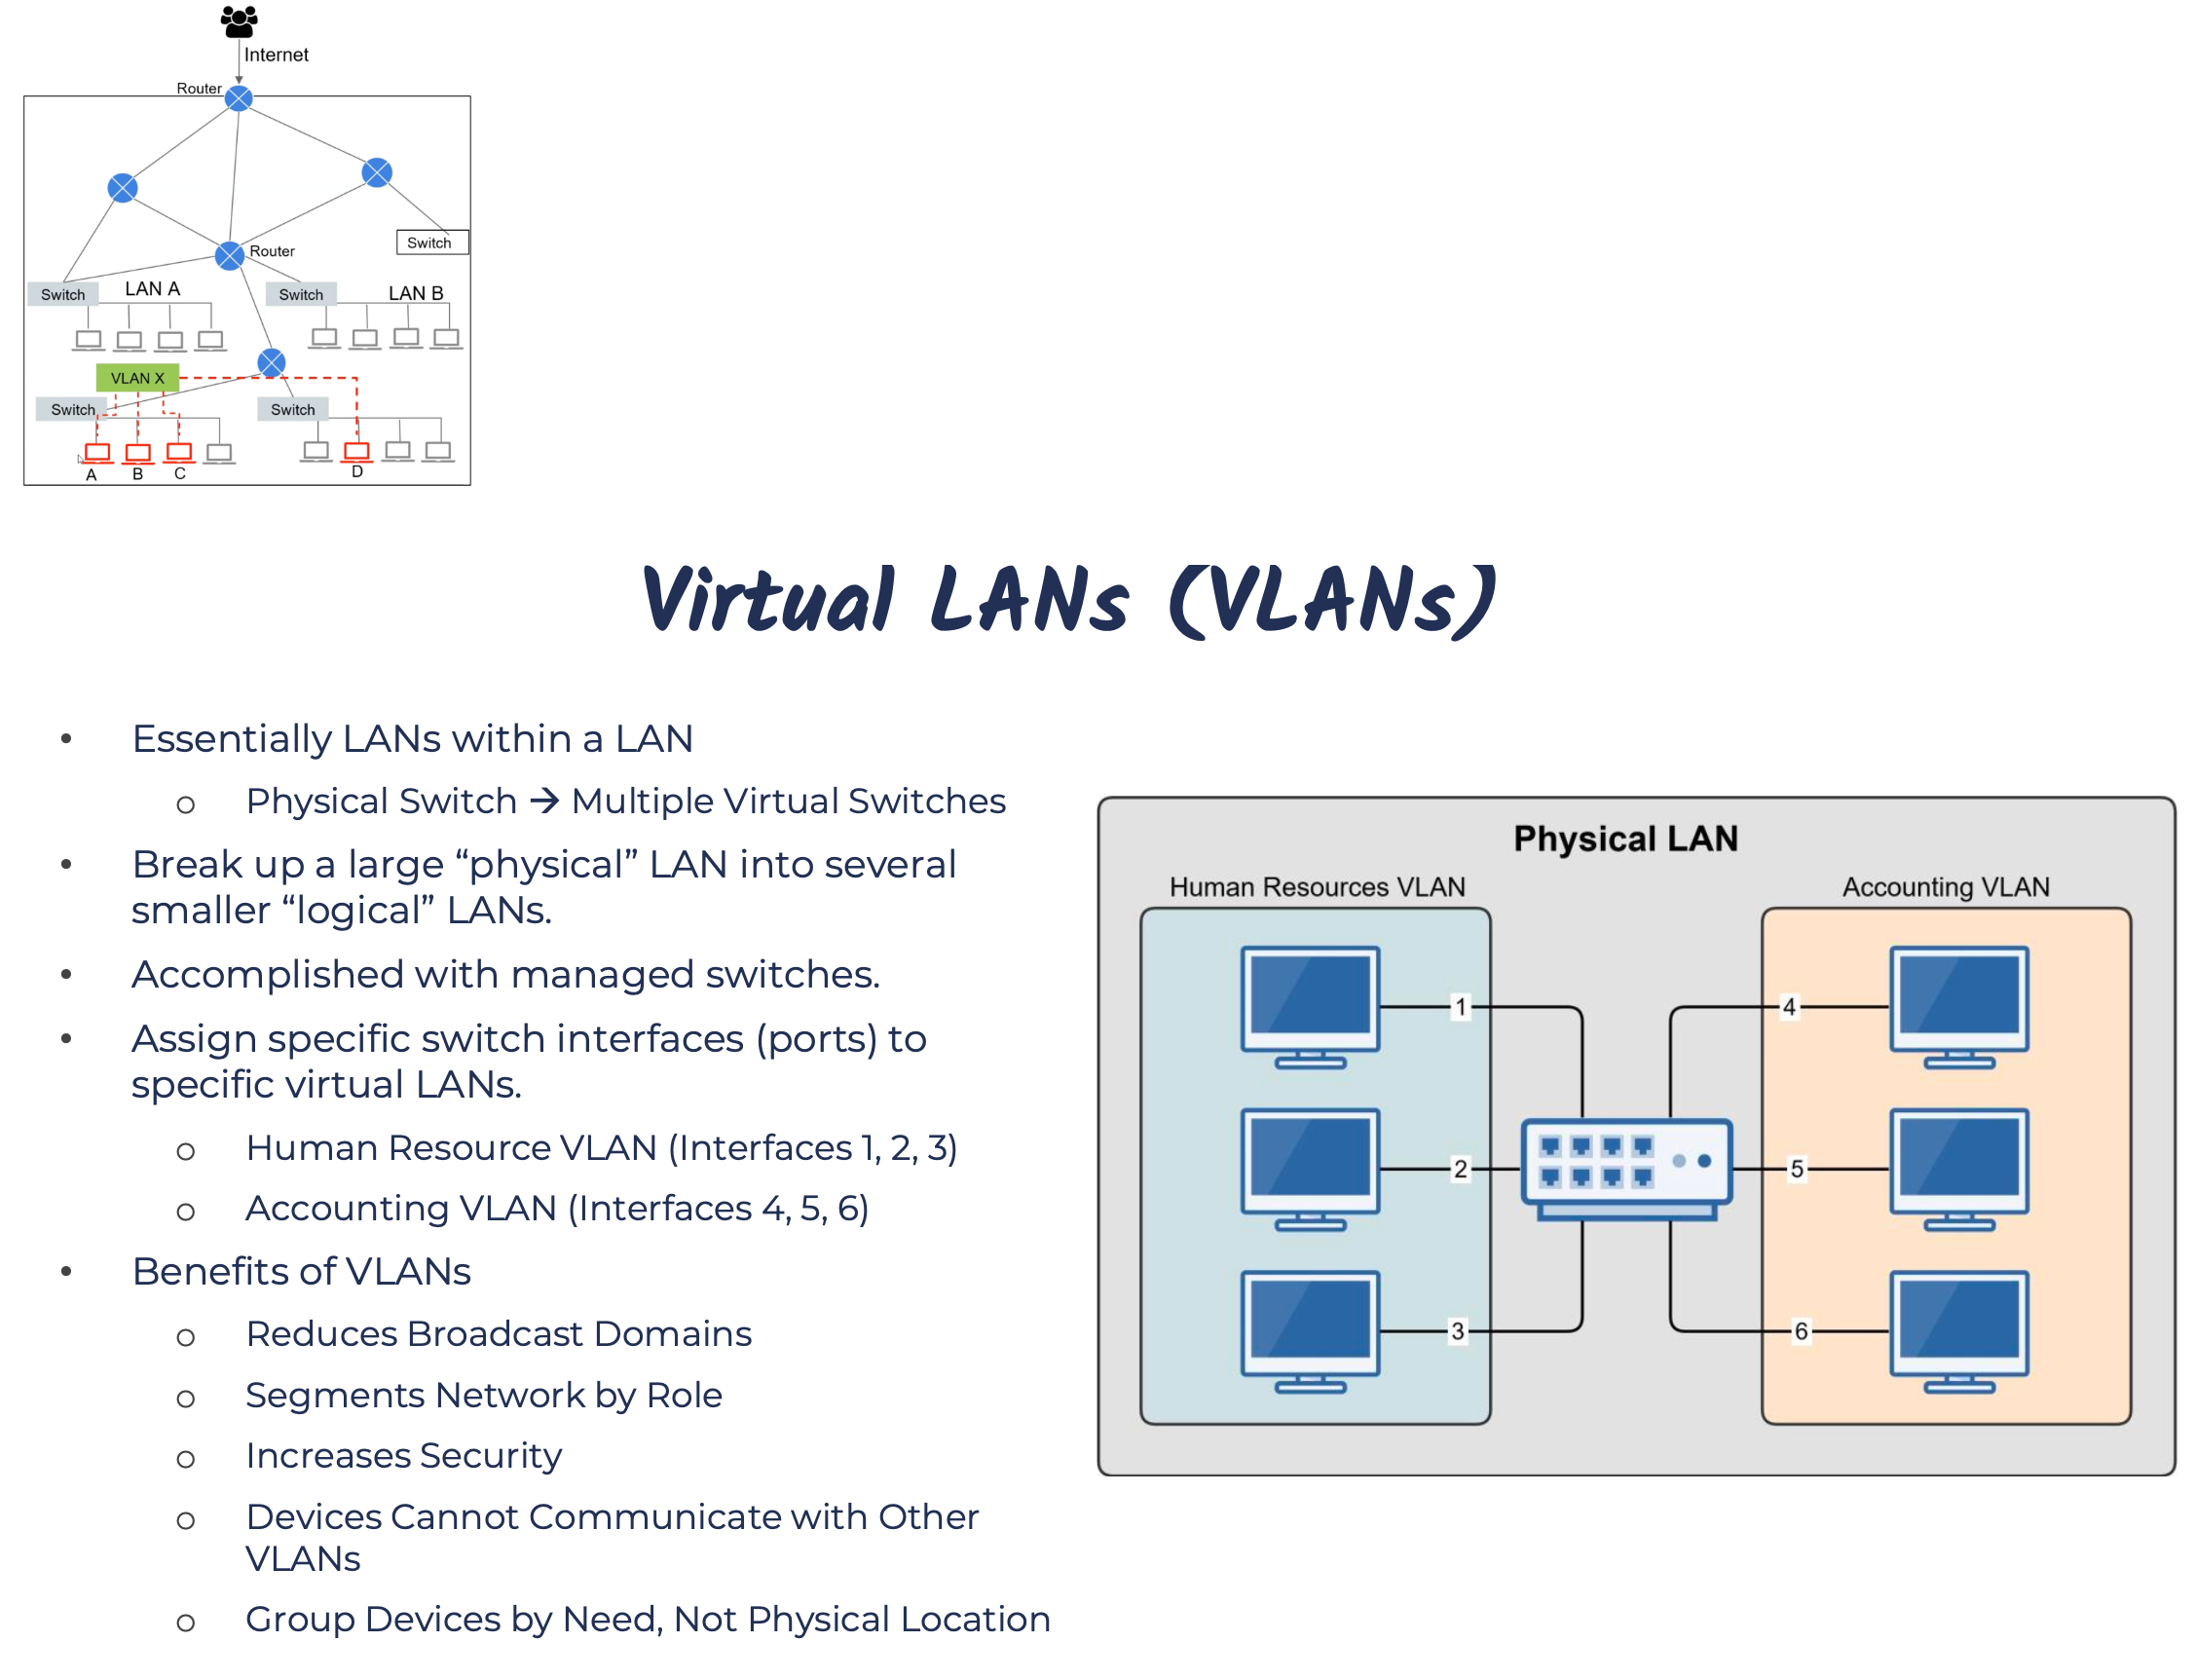 Internet
Router
Router
Switch
Switch
LAN A
Switch
LAN B
VLAN X
Switch
Switch
A
B
C
D
Virtual LANs (VLANs)
• Essentially LANs within a LAN
o Physical Switch → Multiple Virtual Switches
• Break up a large “physical” LAN into several
smaller “logical” LANs.
• Accomplished with managed switches.
• Assign specific switch interfaces (ports) to
specific virtual LANs.
o Human Resource VLAN (Interfaces 1, 2, 3)
o Accounting VLAN (Interfaces 4, 5, 6)
• Benefits of VLANs
o Reduces Broadcast Domains
o Segments Network by Role
o Increases Security
o Devices Cannot Communicate with Other
VLANs
o Group Devices by Need, Not Physical Location
Physical LAN
Human Resources VLAN
Accounting VLAN
1
4
2
5
3
6